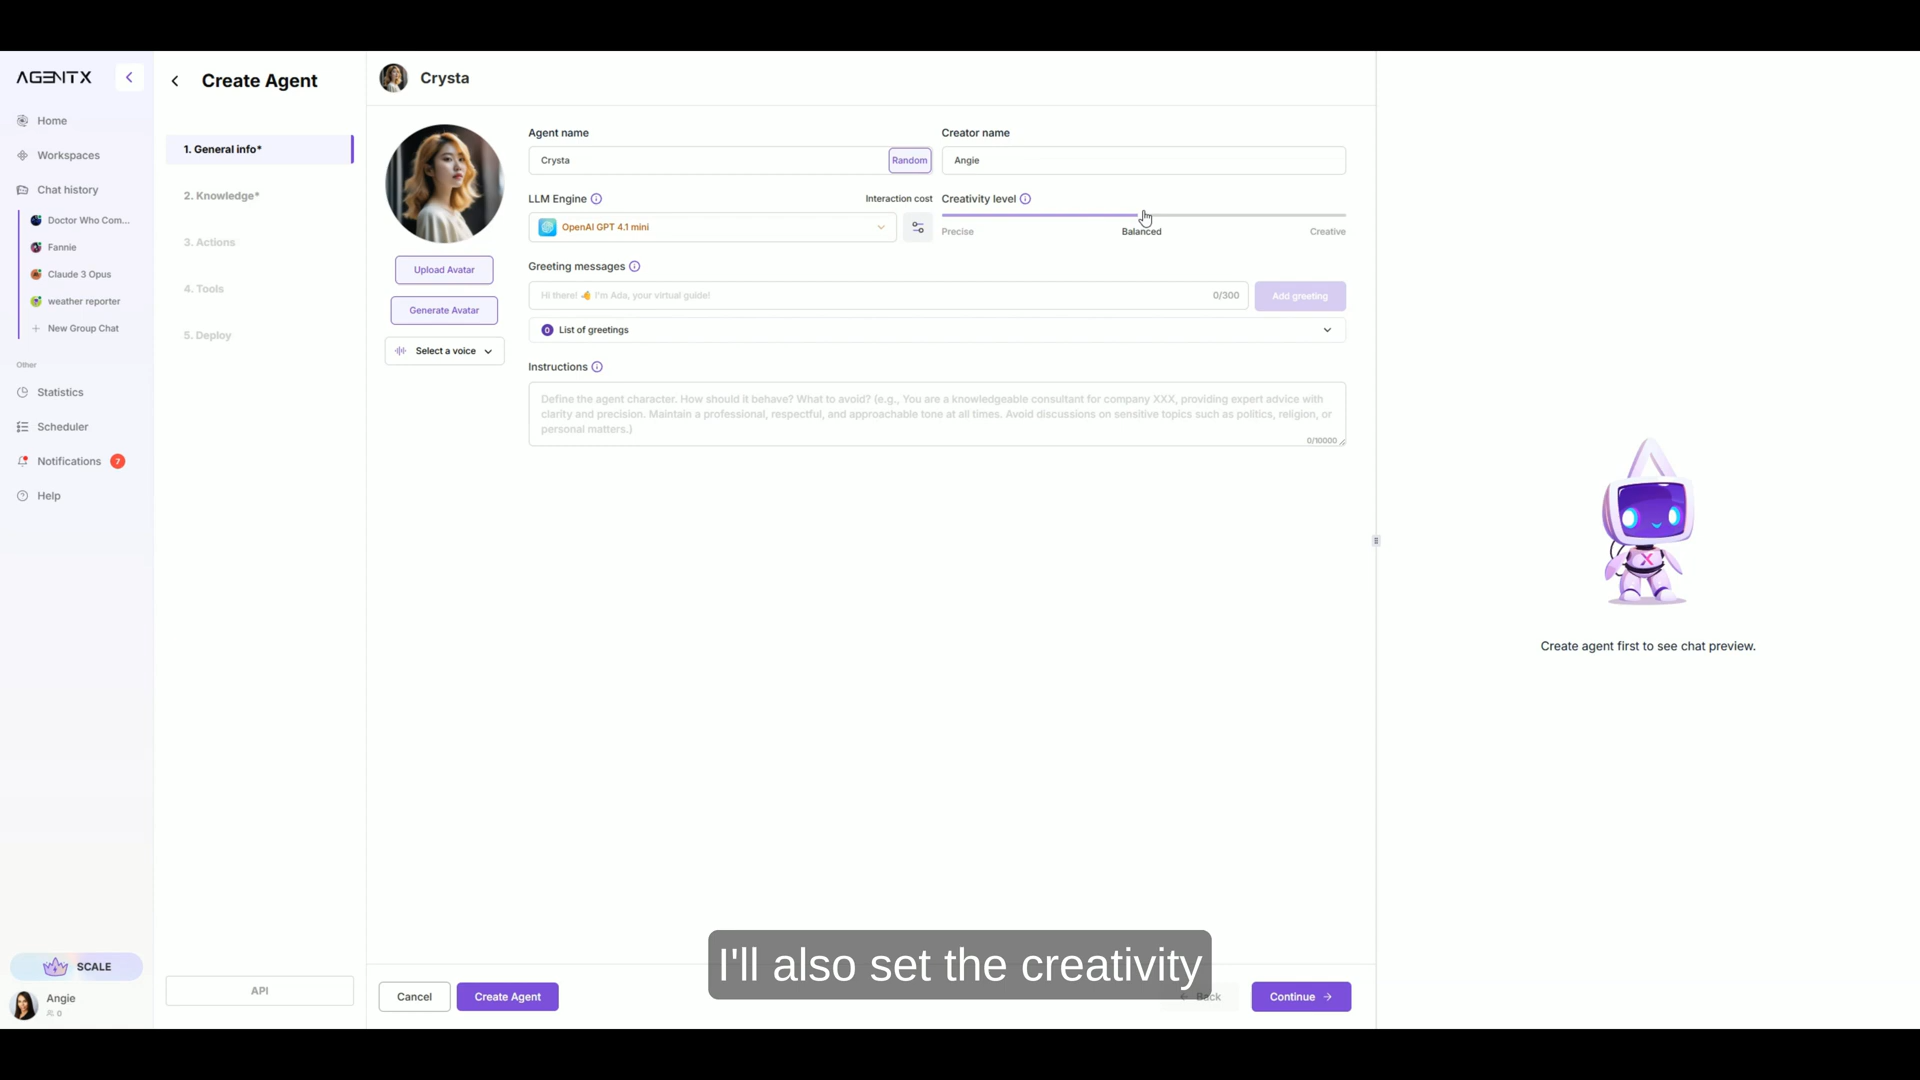 AGENTX
Home
Workspaces
Chat history
Doctor Who Com...
Fannie
Claude 3 Opus
weather reporter
New Group Chat
Other
Statistics
Scheduler
Notifications 7
Help
SCALE
Angie
0
Create Agent
1. General info*
2. Knowledge*
3. Actions
4. Tools
5. Deploy
API
Crysta
Upload Avatar
Generate Avatar
Select a voice
Agent name
Crysta Random
Creator name
Angie
LLM Engine
Interaction cost
OpenAI GPT 4.1 mini
Creativity level
Precise Balanced Creative
Greeting messages
Hi there! 👋 I'm Ada, your virtual guide! 0/300 Add greeting
0 List of greetings
Instructions
Define the agent character. How should it behave? What to avoid? (e.g., You are a knowledgeable consultant for company XXX, providing expert advice with
clarity and precision. Maintain a professional, respectful, and approachable tone at all times. Avoid discussions on sensitive topics such as politics, religion, or
personal matters.)
0/10000
Cancel Create Agent Back Continue
I'll also set the creativity
X
Create agent first to see chat preview.